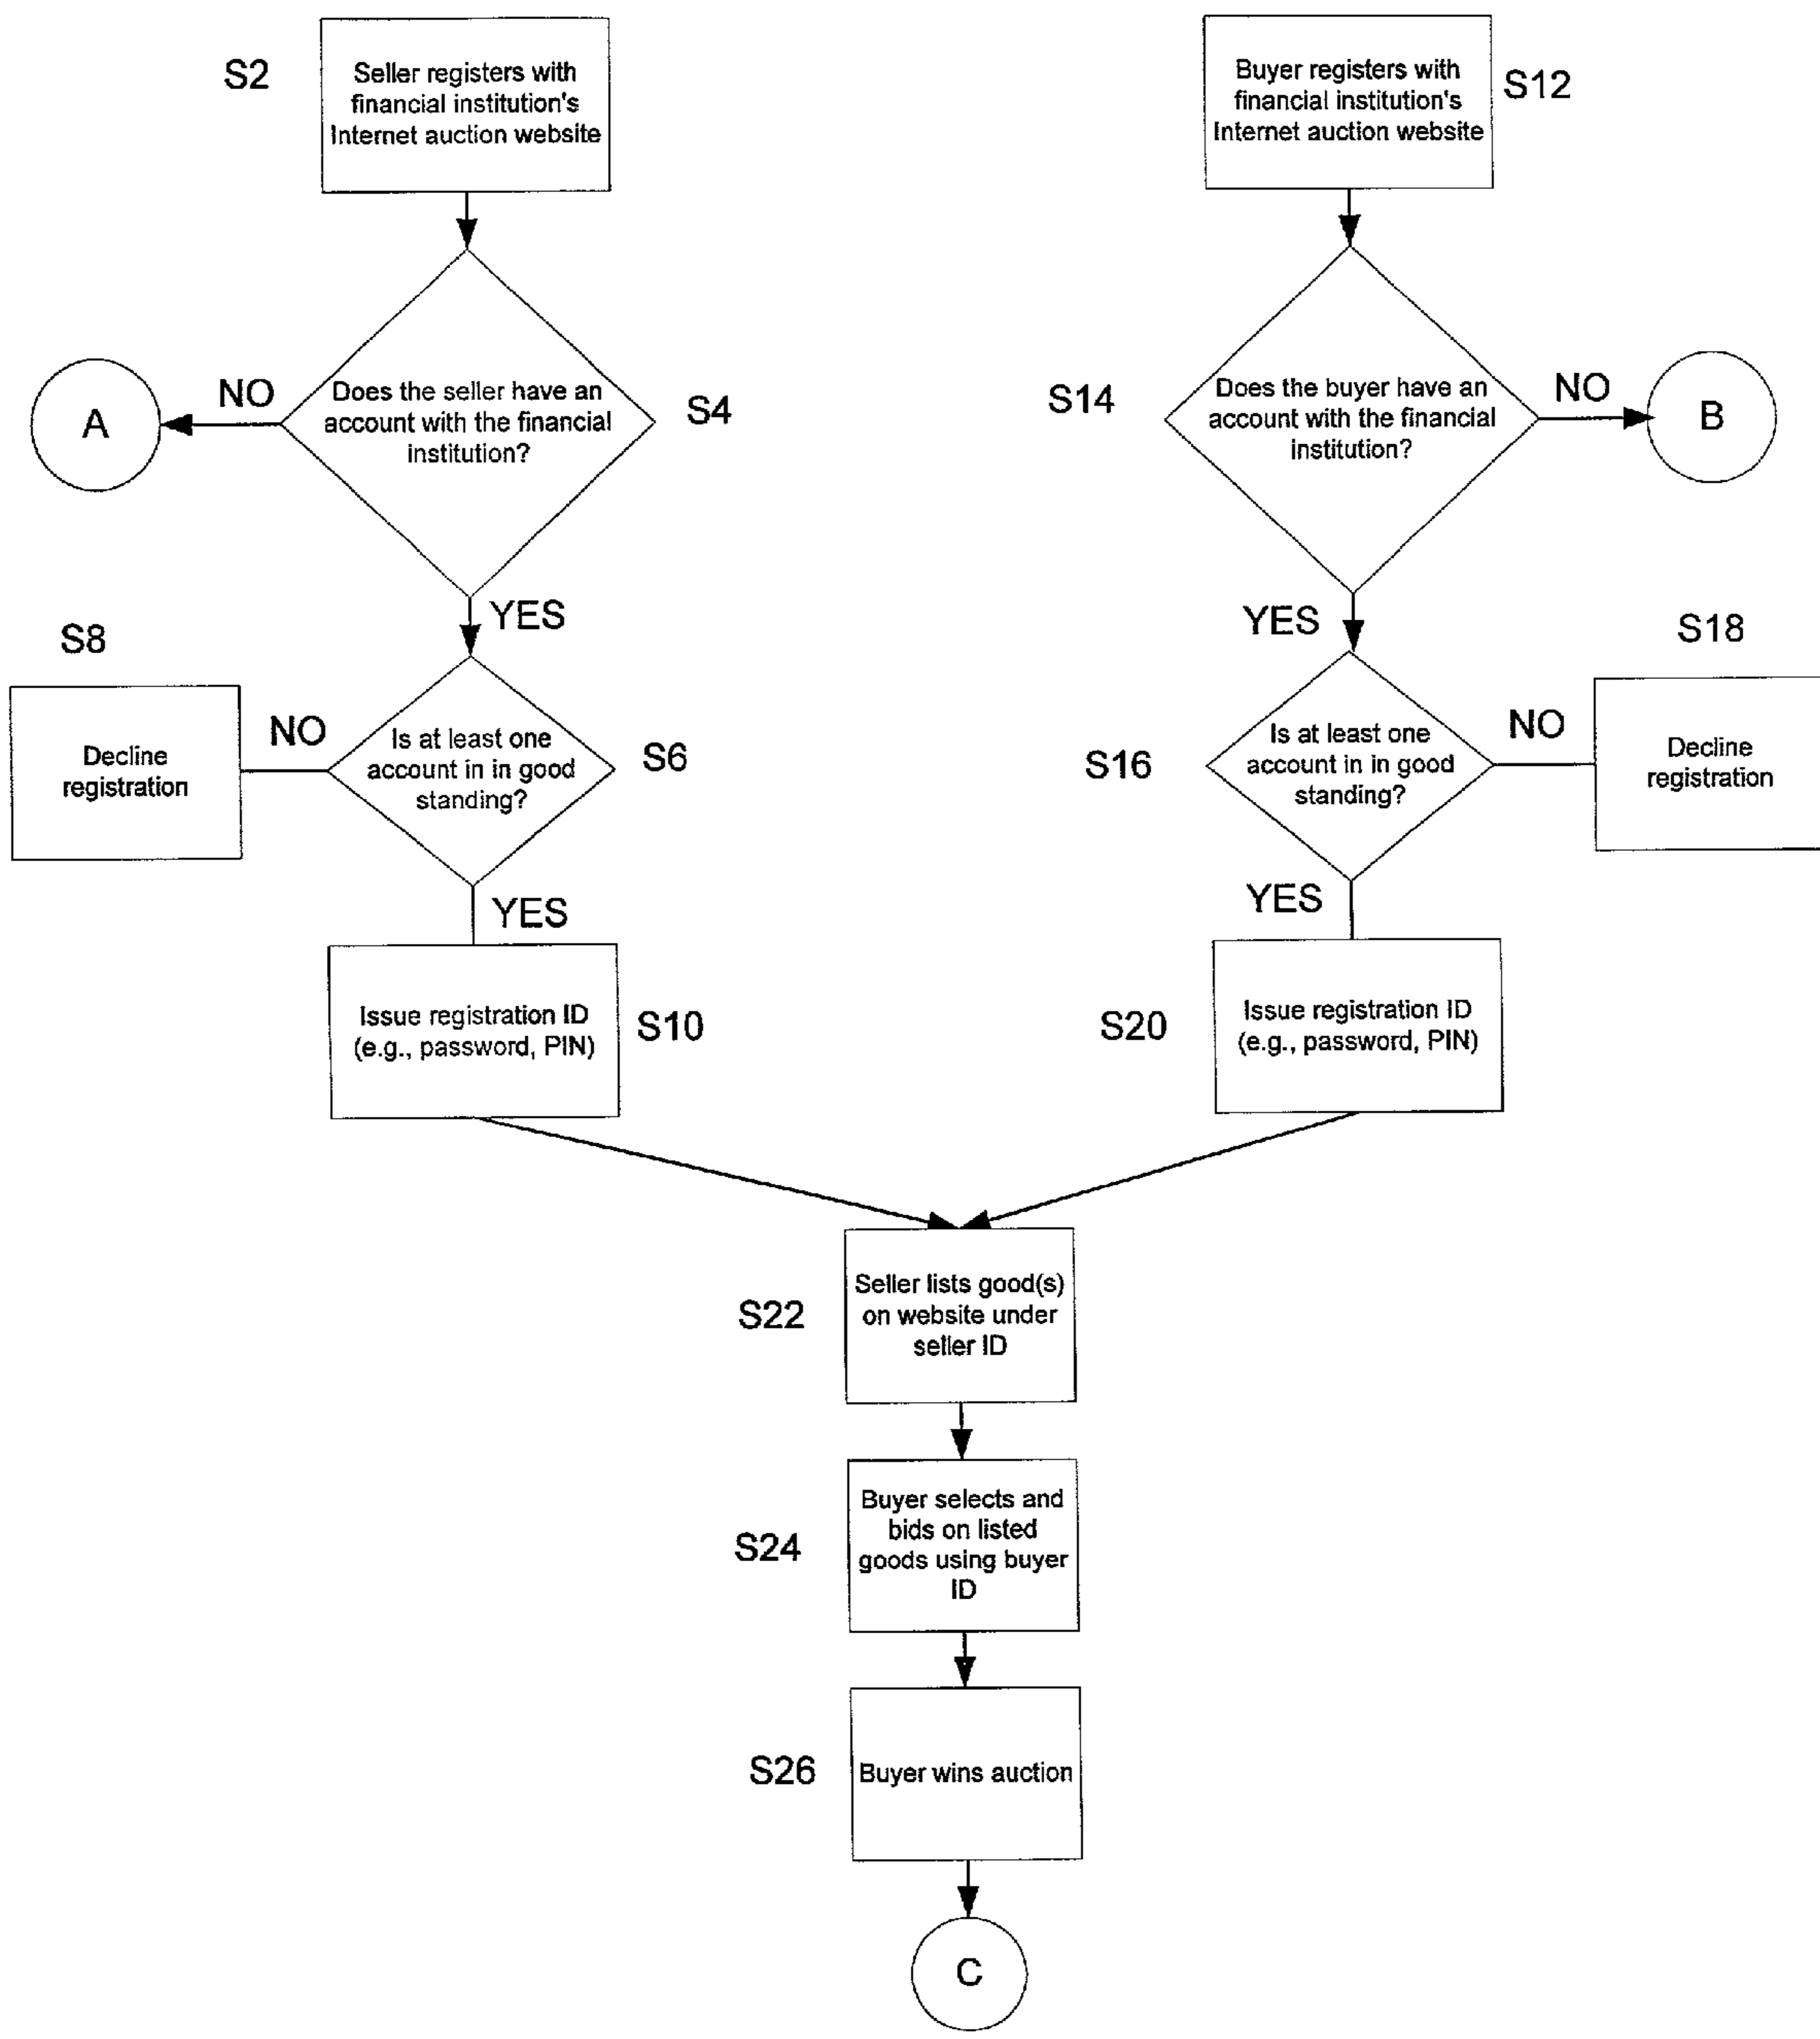 S2
Seller registers with
financial institution's
Internet auction website
Buyer registers with
financial institution's
Internet auction website
S12
A
NO
Does the seller have an
account with the financial
institution?
S4
S14
Does the buyer have an
account with the financial
institution?
NO
B
YES
YES
S8
Decline
registration
NO
Is at least one
account in in good
standing?
S6
S16
Is at least one
account in in good
standing?
NO
S18
Decline
registration
YES
YES
Issue registration ID
(e.g., password, PIN)
S10
S20
Issue registration ID
(e.g., password, PIN)
S22
Seller lists good(s)
on website under
seller ID
S24
Buyer selects and
bids on listed
goods using buyer
ID
S26
Buyer wins auction
C